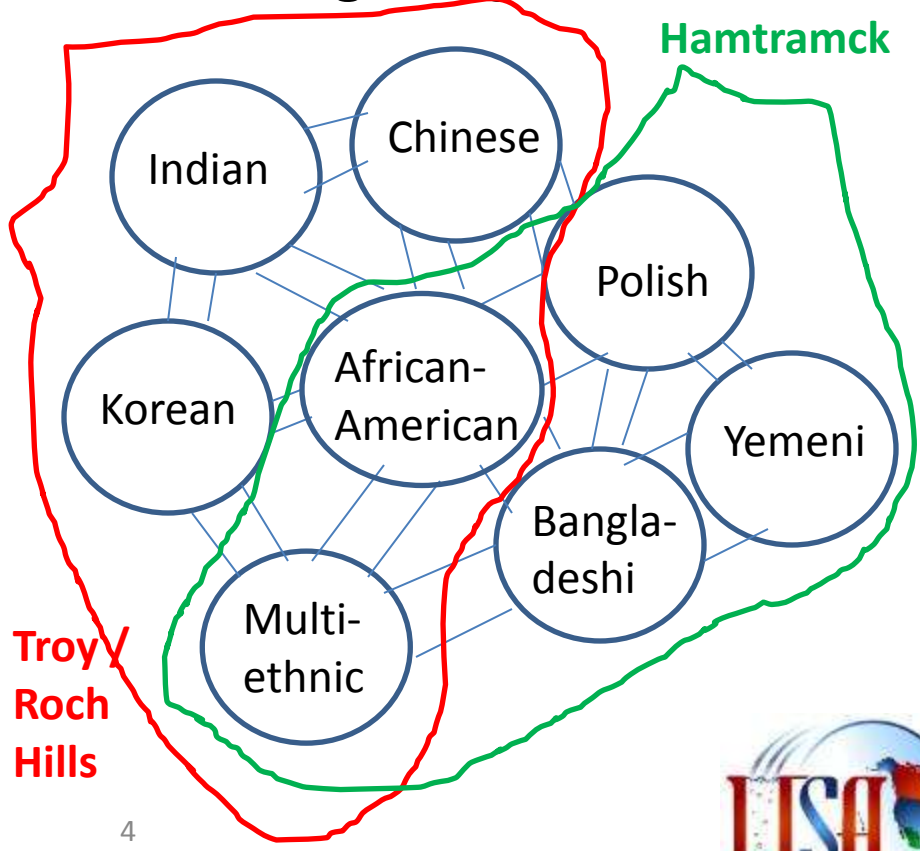 Hamtramck
Indian
Chinese
Polish
Korean
African-
American
Yemeni
Bangla-
deshi
Multi-
ethnic
Troy /
Roch
Hills
4